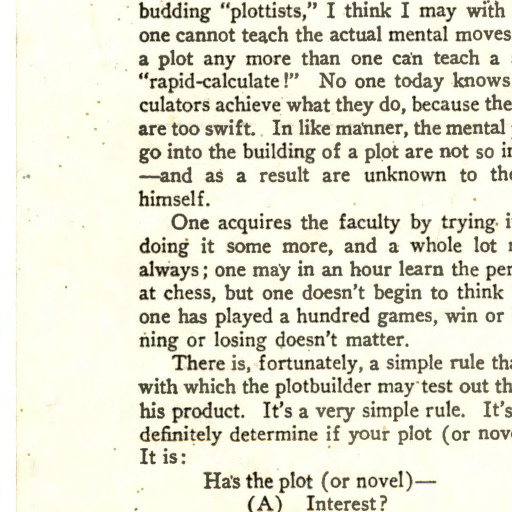 budding “plottists,” I think I may with
one cannot teach the actual mental moves
a plot any more than one can teach a
“rapid-calculate!” No one today knows
culators achieve what they do, because the
are too swift. In like manner, the mental
go into the building of a plot are not so
—and as a result are unknown to
himself.
One acquires the faculty by trying
doing it some more, and a whole lot
always; one may in an hour learn the
at chess, but one doesn’t begin to think
one has played a hundred games, win or
ning or losing doesn’t matter.
There is, fortunately, a simple rule
with which the plotbuilder may test out
his product. It’s a very simple rule. It’s
definitely determine if your plot (or
It is:
Has the plot (or novel)—
(A) Interest?